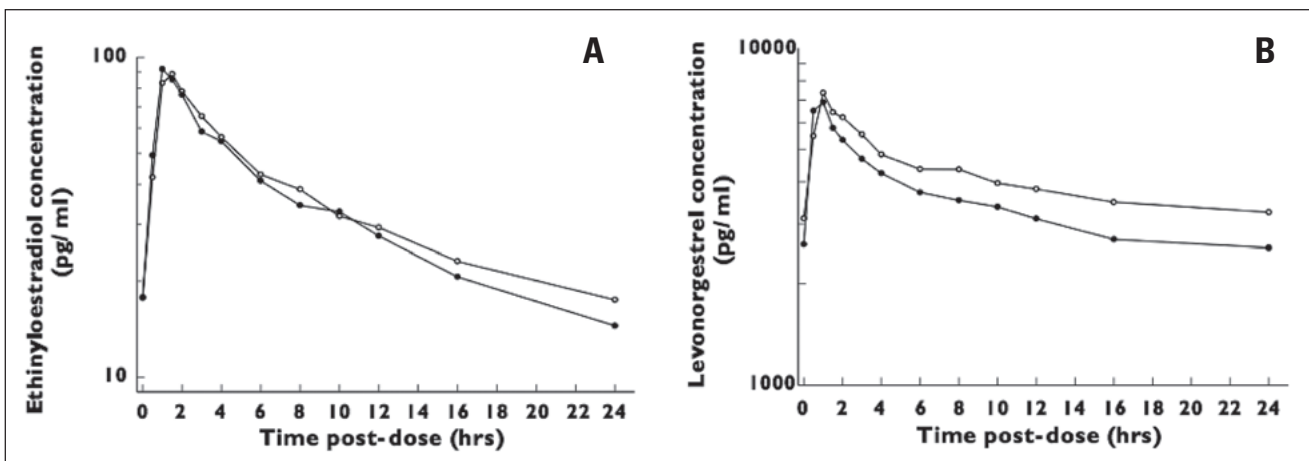 A
Ethinyloestradiol concentration
(pg/ml)
100
10
0 2 4 6 8 10 12 14 16 18 20 22 24
Time post-dose (hrs)
B
Levonorgestrel concentration
(pg/ml)
10000
1000
0 2 4 6 8 10 12 14 16 18 20 22 24
Time post-dose (hrs)